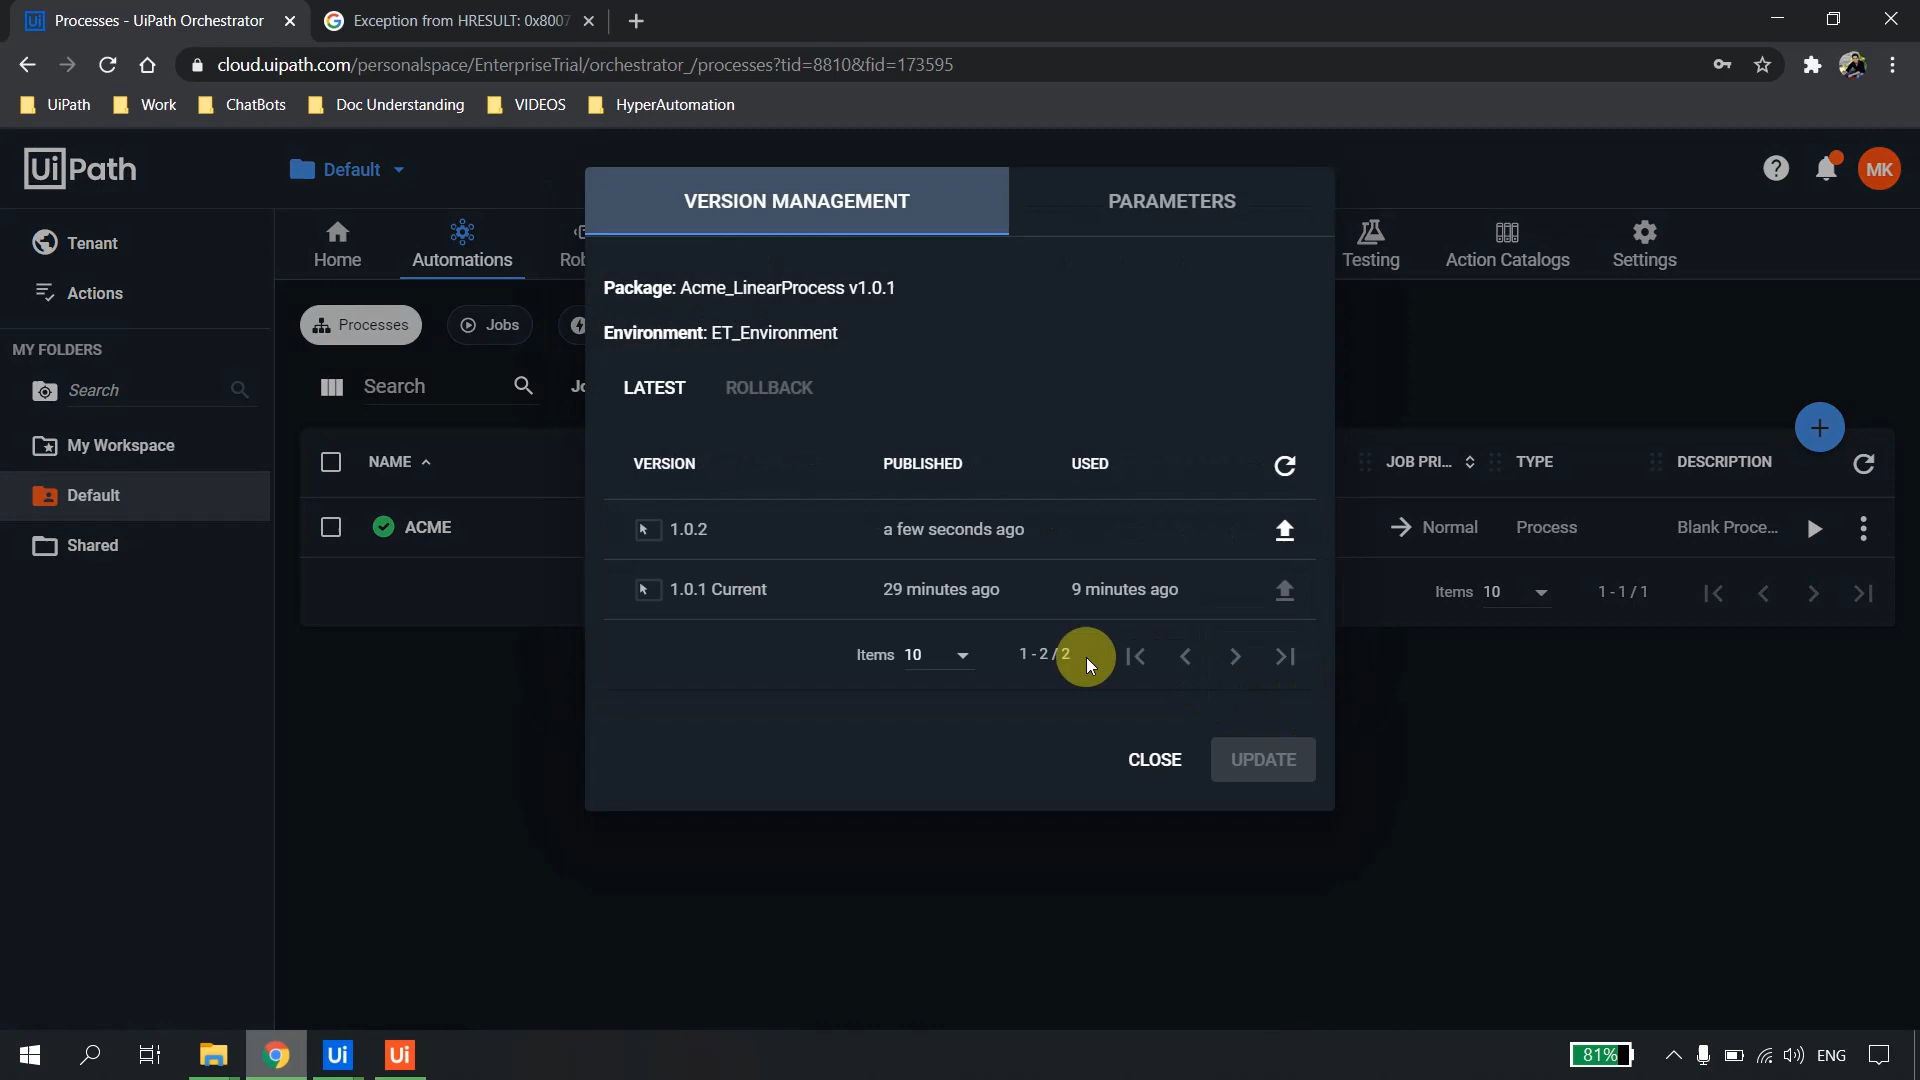 Processes - UiPath Orchestrator
Exception from HRESULT: 0x8007
cloud.uipath.com/personalspace/EnterpriseTrial/orchestrator_/processes?tid=8810&fid=173595
UiPath
Work
ChatBots
Doc Understanding
VIDEOS
HyperAutomation
UiPath
Default
MK
Tenant
Actions
MY FOLDERS
Search
My Workspace
Default
Shared
Home
Automations
Rob
Testing
Action Catalogs
Settings
Processes
Jobs
Search
NAME
JOB PRI...
TYPE
DESCRIPTION
ACME
Normal
Process
Blank Proce...
Items 10
1 - 1 / 1
VERSION MANAGEMENT
PARAMETERS
Package: Acme_LinearProcess v1.0.1
Environment: ET_Environment
LATEST
ROLLBACK
VERSION
PUBLISHED
USED
1.0.2
a few seconds ago
1.0.1 Current
29 minutes ago
9 minutes ago
Items 10
1 - 2 / 2
CLOSE
UPDATE
Ui
Ui
81%
ENG